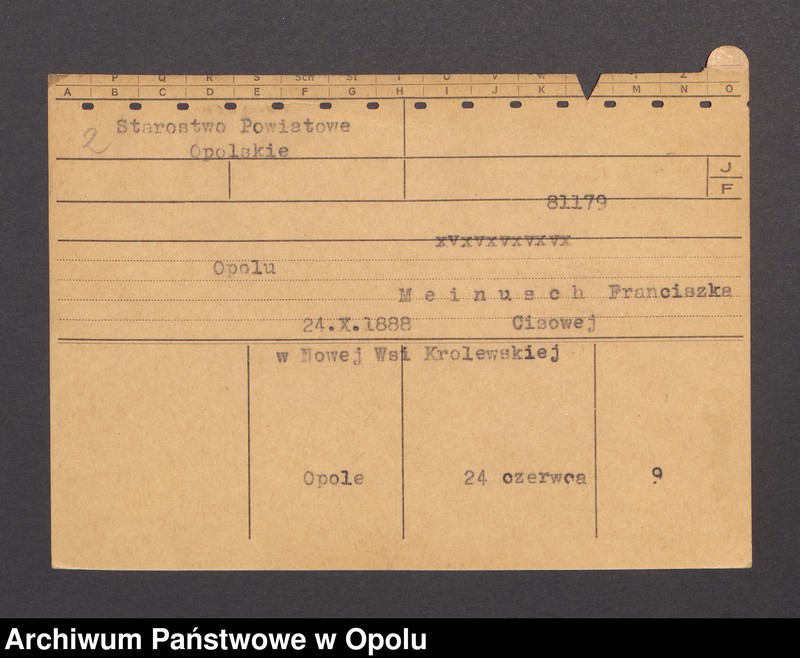 P Q R S Sch St T U V W Z
A B C D E F G H I J K M N O
2 Starostwo Powiatowe
Opolskie
J
F
81179
xvxvxvxvxvx
Opolu
M e i n u s c h Franciszka
24.X.1888 Cisowej
w Nowej Wsi Krolewskiej
Opole 24 czerwca 9
Archiwum Państwowe w Opolu